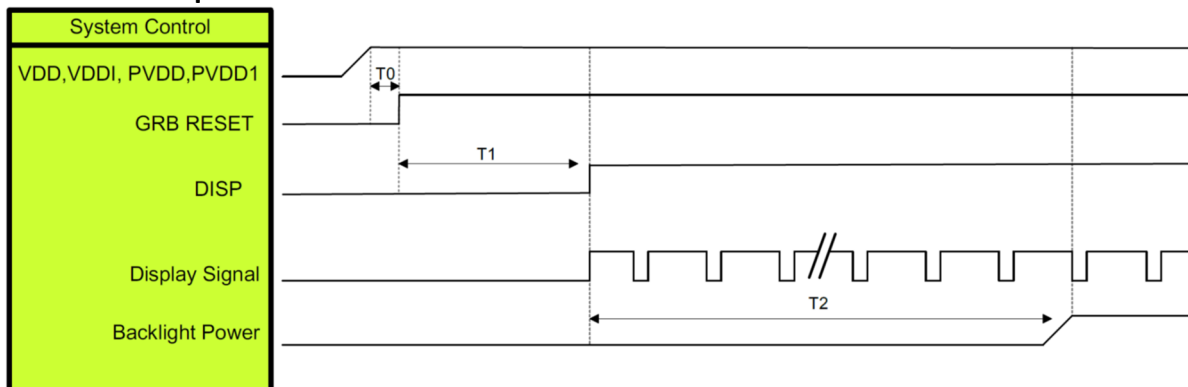 System Control
VDD,VDDI, PVDD,PVDD1
T0
GRB RESET
T1
DISP
Display Signal
T2
Backlight Power